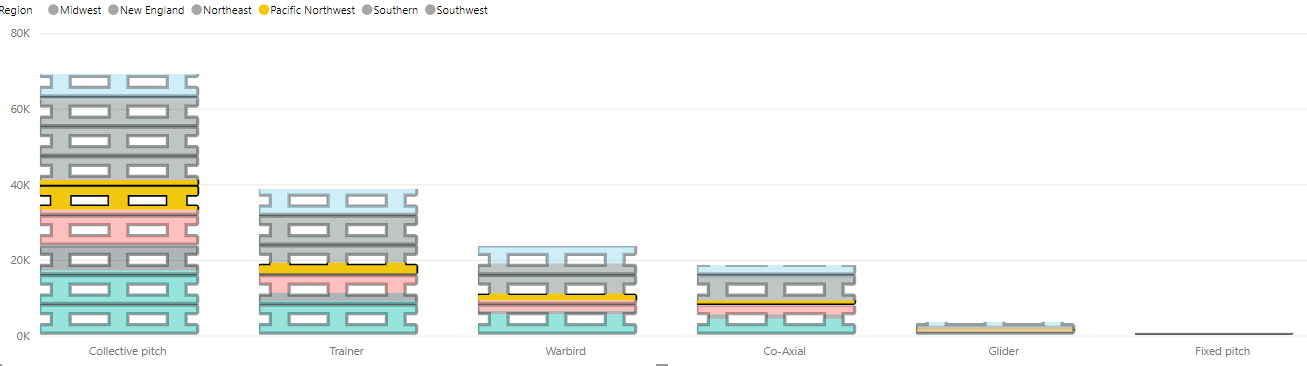 Region Midwest New England Northeast Pacific Northwest Southern Southwest
80K
60K
40K
20K
0K
Collective pitch Trainer Warbird Co-Axial Glider Fixed pitch